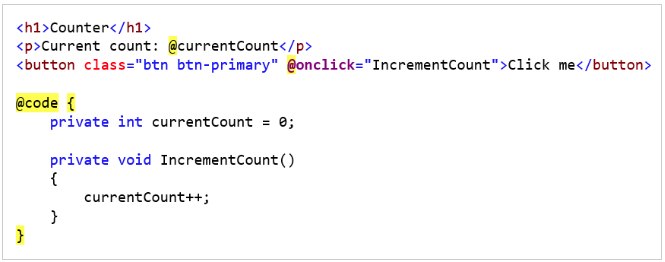 <h1>Counter</h1>
<p>Current count: @currentCount</p>
<button class="btn btn-primary" @onclick="IncrementCount">Click me</button>

@code {
    private int currentCount = 0;

    private void IncrementCount()
    {
        currentCount++;
    }
}